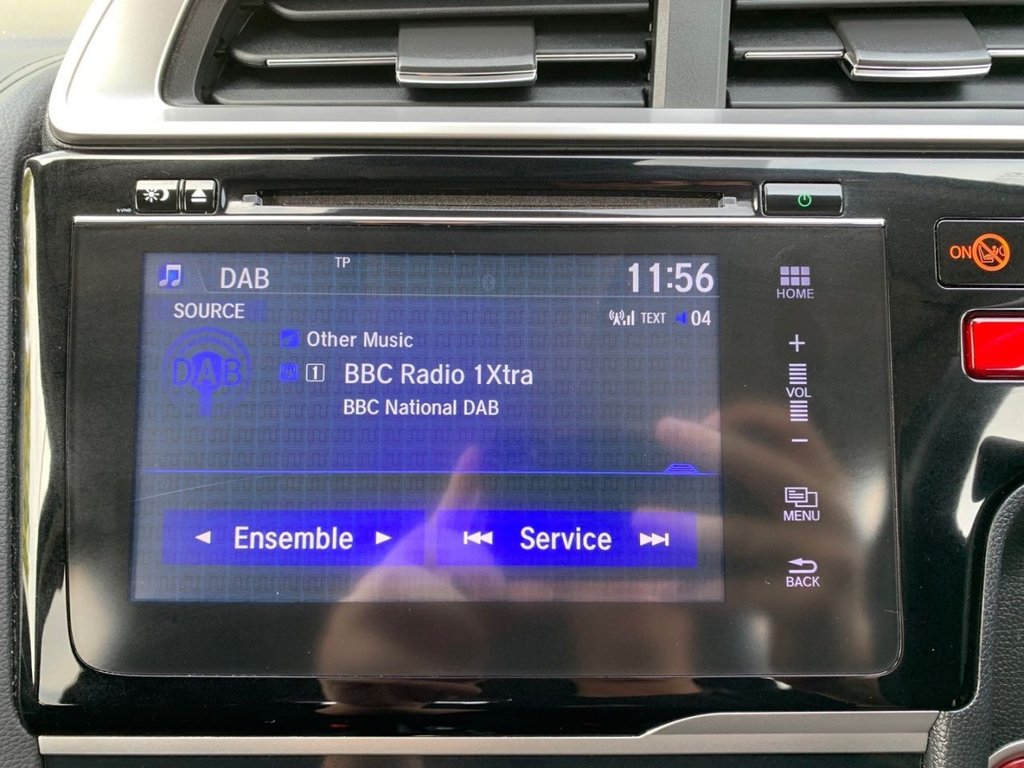 DAB
TP
11:56
SOURCE
TEXT 04
DAB
Other Music
1 BBC Radio 1Xtra
BBC National DAB
Ensemble
Service
HOME
+
VOL
−
MENU
BACK
ON